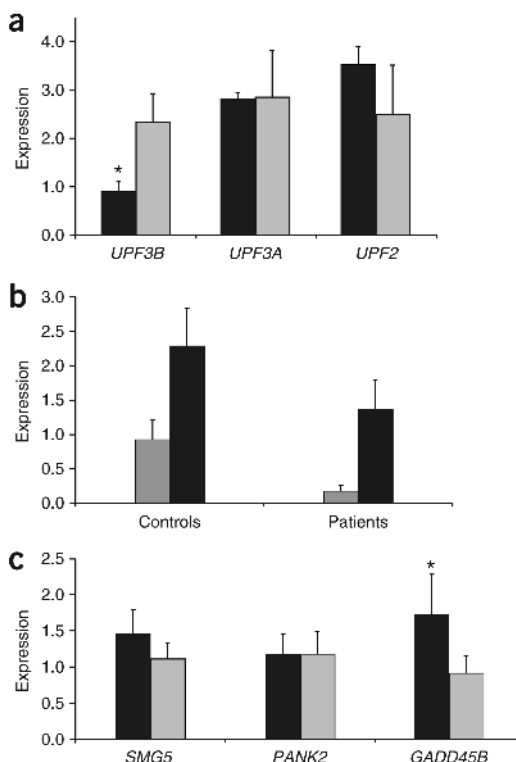 a
Expression
4.0
3.0
2.0
1.0
0.0
*
UPF3B UPF3A UPF2
b
Expression
3.0
2.5
2.0
1.5
1.0
0.5
0.0
Controls Patients
c
Expression
2.5
2.0
1.5
1.0
0.5
0.0
*
SMG5 PANK2 GADD45B